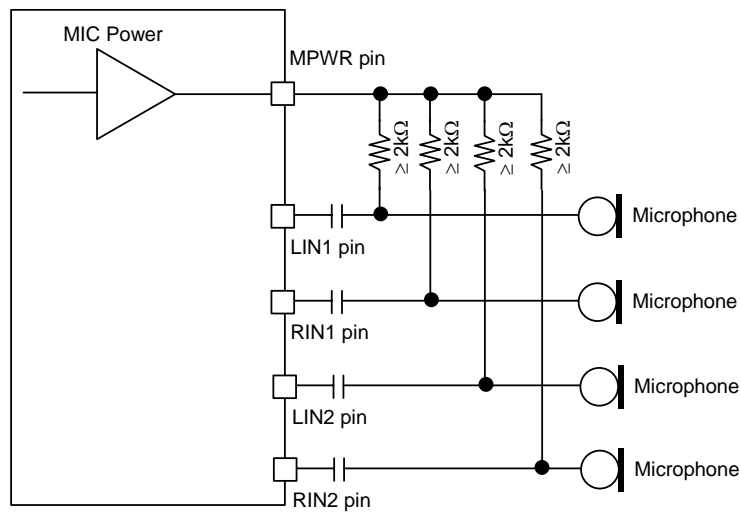 MIC Power
MPWR pin
≥ 2kΩ
≥ 2kΩ
≥ 2kΩ
≥ 2kΩ
LIN1 pin
Microphone
RIN1 pin
Microphone
LIN2 pin
Microphone
RIN2 pin
Microphone